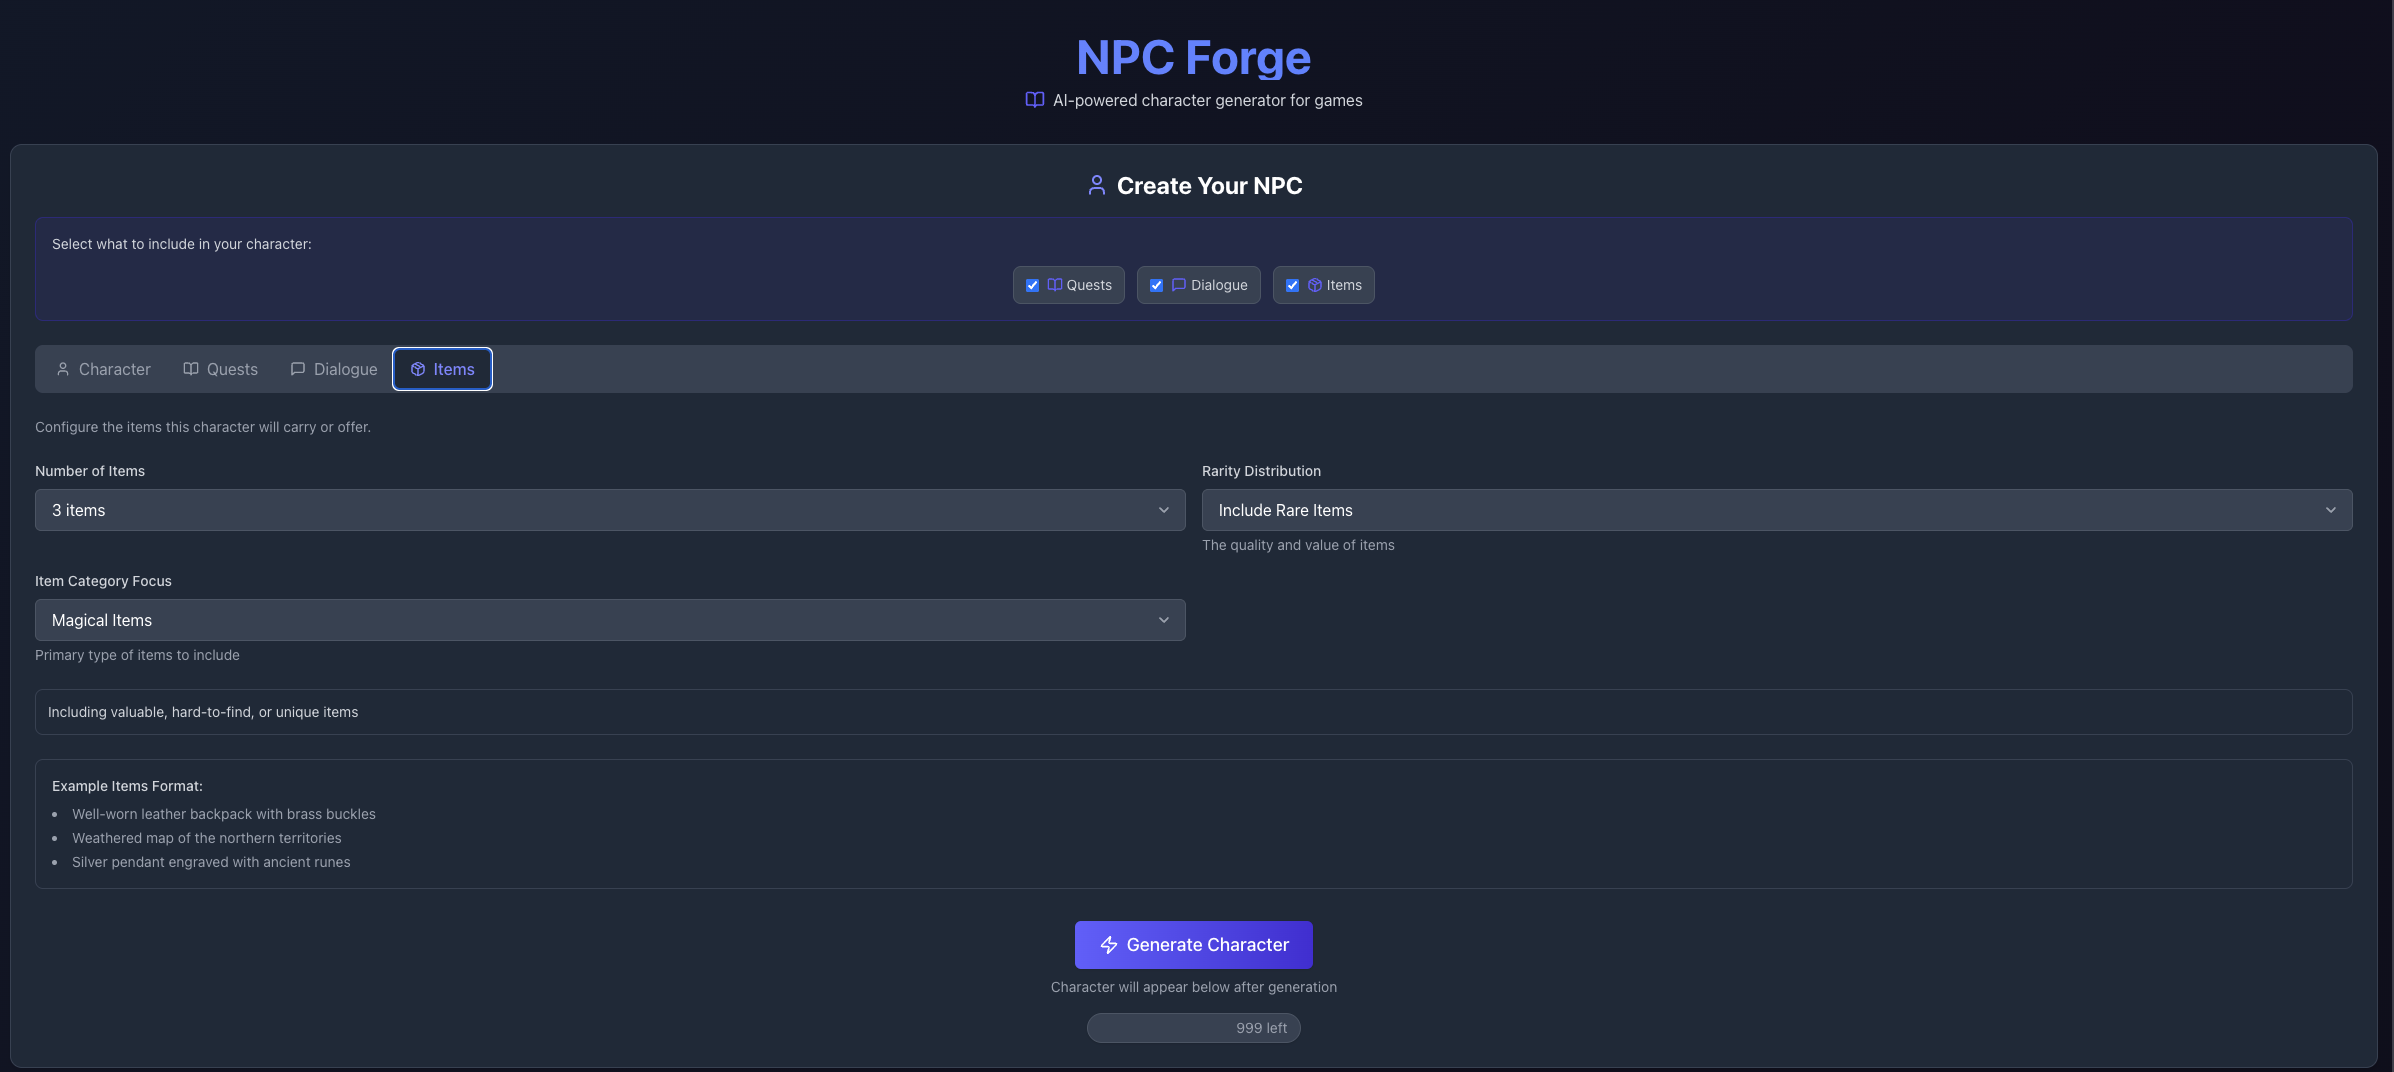 NPC Forge
AI-powered character generator for games
Create Your NPC
Select what to include in your character:
Quests
Dialogue
Items
Character
Quests
Dialogue
Items
Configure the items this character will carry or offer.
Number of Items
3 items
Rarity Distribution
Include Rare Items
The quality and value of items
Item Category Focus
Magical Items
Primary type of items to include
Including valuable, hard-to-find, or unique items
Example Items Format:
Well-worn leather backpack with brass buckles
Weathered map of the northern territories
Silver pendant engraved with ancient runes
Generate Character
Character will appear below after generation
999 left